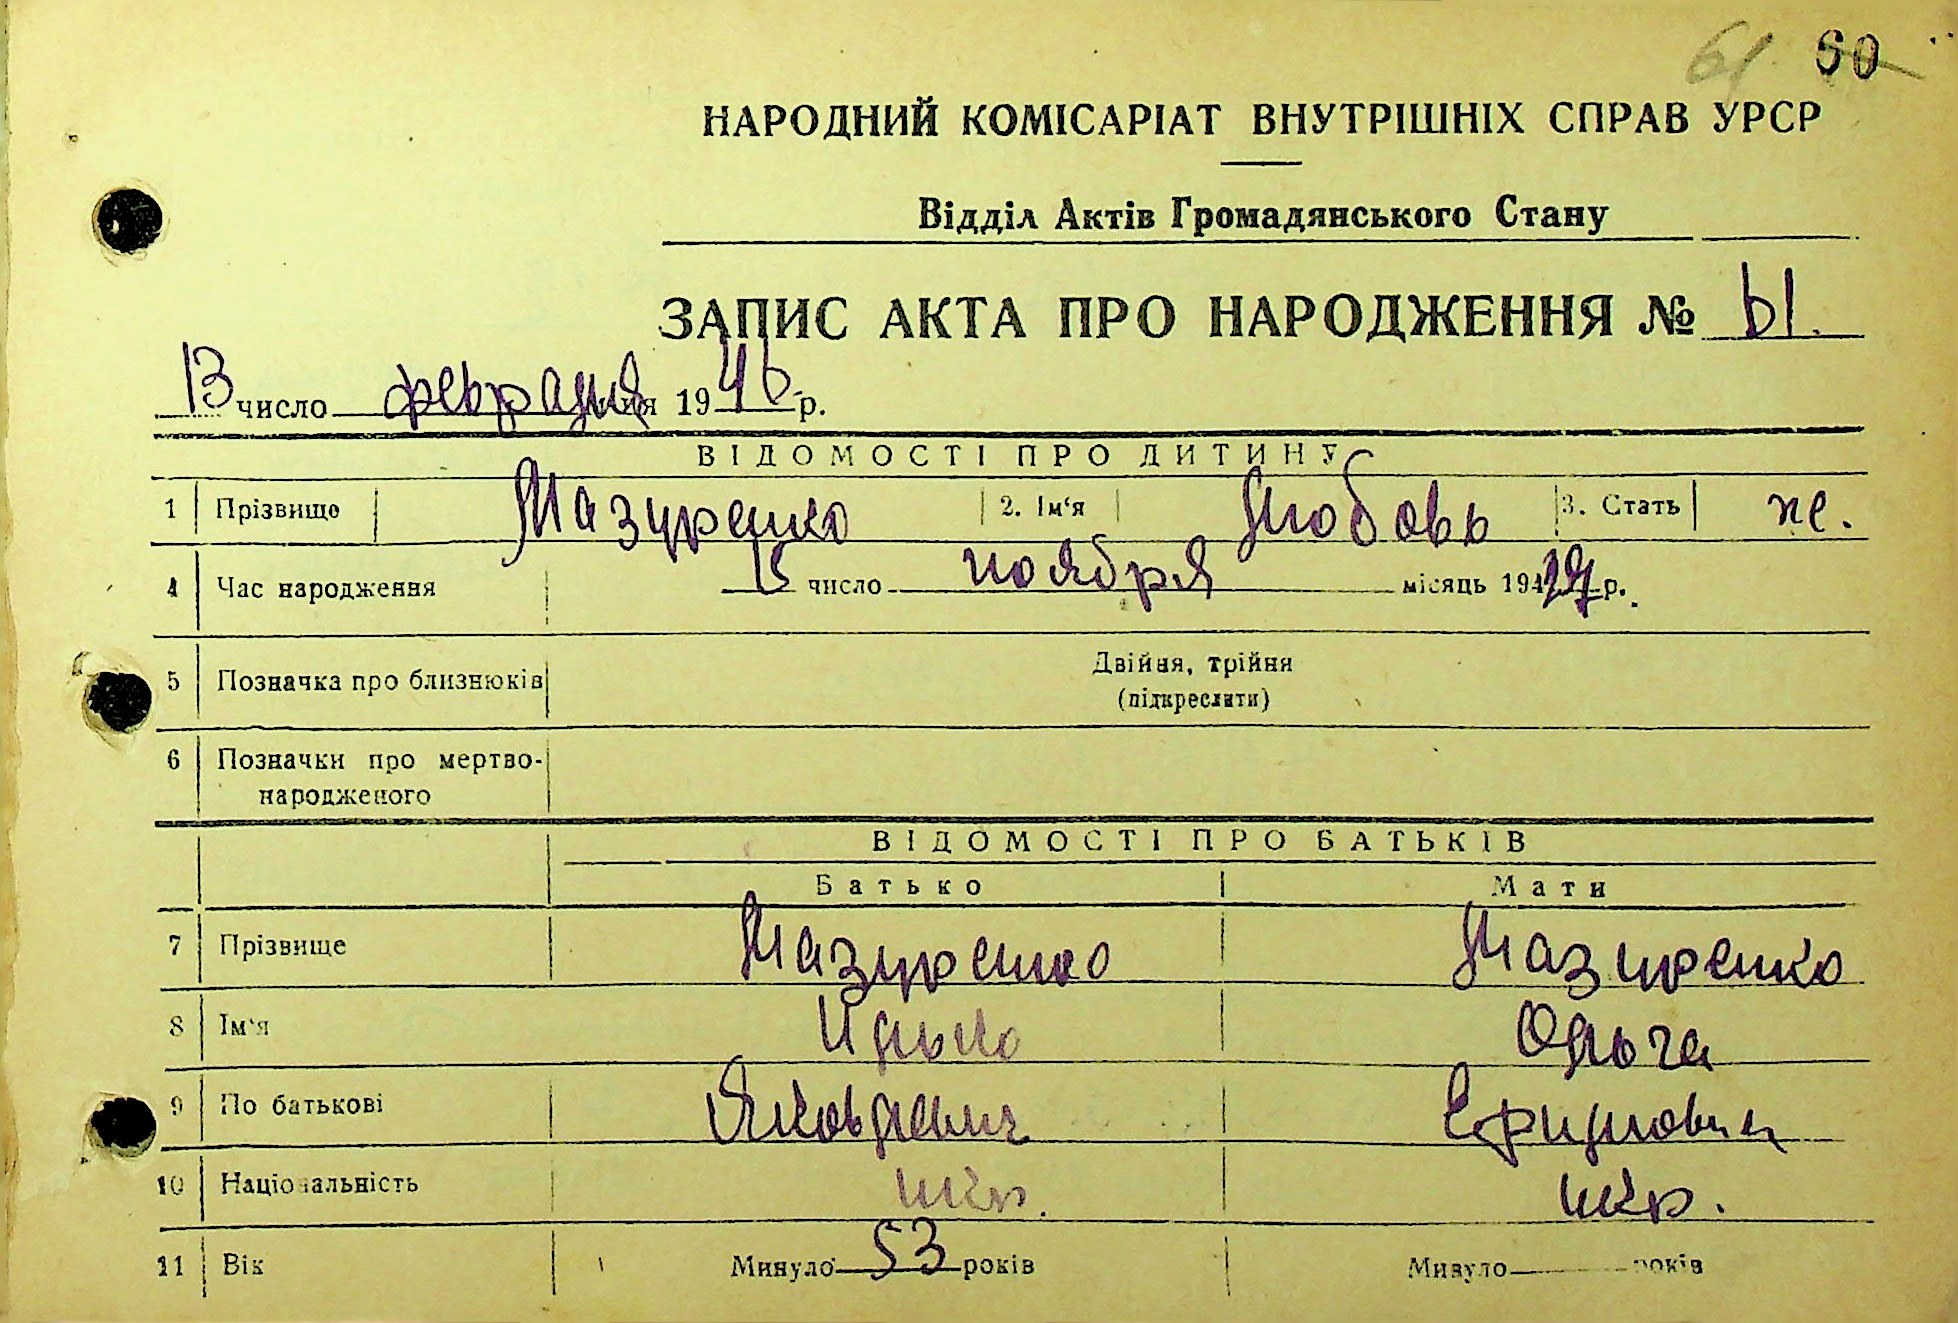 61 60
НАРОДНИЙ КОМІСАРІАТ ВНУТРІШНІХ СПРАВ УРСР
Відділ Актів Громадянського Стану
ЗАПИС АКТА ПРО НАРОДЖЕННЯ № 61.
13 число февраля 1946 р.
ВІДОМОСТІ ПРО ДИТИНУ
1 Прізвище Мазуренко 2. Ім'я Любовь 3. Стать ж.
4 Час народження 15 число ноября місяць 1927 р.
5 Позначка про близнюків Двійня, трійня
(підкреслити)
6 Позначки про мертво-
народженого
ВІДОМОСТІ ПРО БАТЬКІВ
Батько Мати
7 Прізвище Мазуренко Мазуренко
8 Ім'я Илько Ольга
9 По батькові Яковлевич
10 Національність укр. укр.
11 Вік Минуло 53 років Минуло років